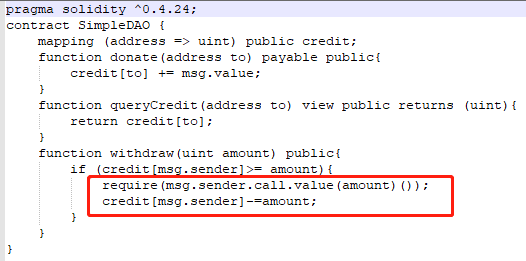 pragma solidity ^0.4.24;
contract SimpleDAO {
    mapping (address => uint) public credit;
    function donate(address to) payable public{
        credit[to] += msg.value;
    }
    function queryCredit(address to) view public returns (uint){
        return credit[to];
    }
    function withdraw(uint amount) public{
        if (credit[msg.sender]>= amount){
            require(msg.sender.call.value(amount)());
            credit[msg.sender]-=amount;
        }
    }
}